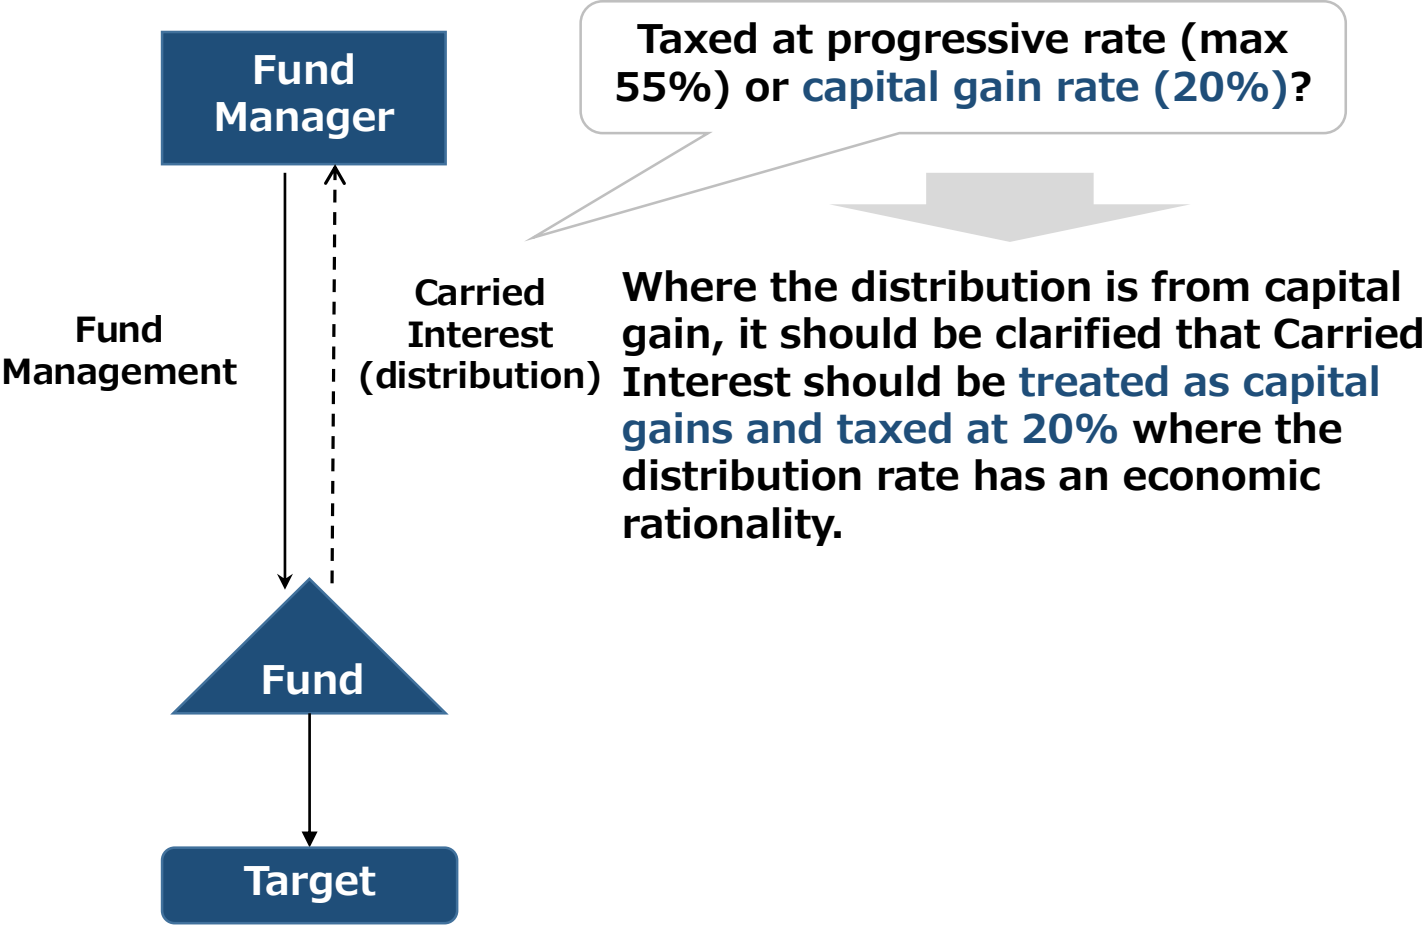 Fund
Manager
Taxed at progressive rate (max
55%) or capital gain rate (20%)?
Fund
Management
Carried
Interest
(distribution)
Where the distribution is from capital
gain, it should be clarified that Carried
Interest should be treated as capital
gains and taxed at 20% where the
distribution rate has an economic
rationality.
Fund
Target